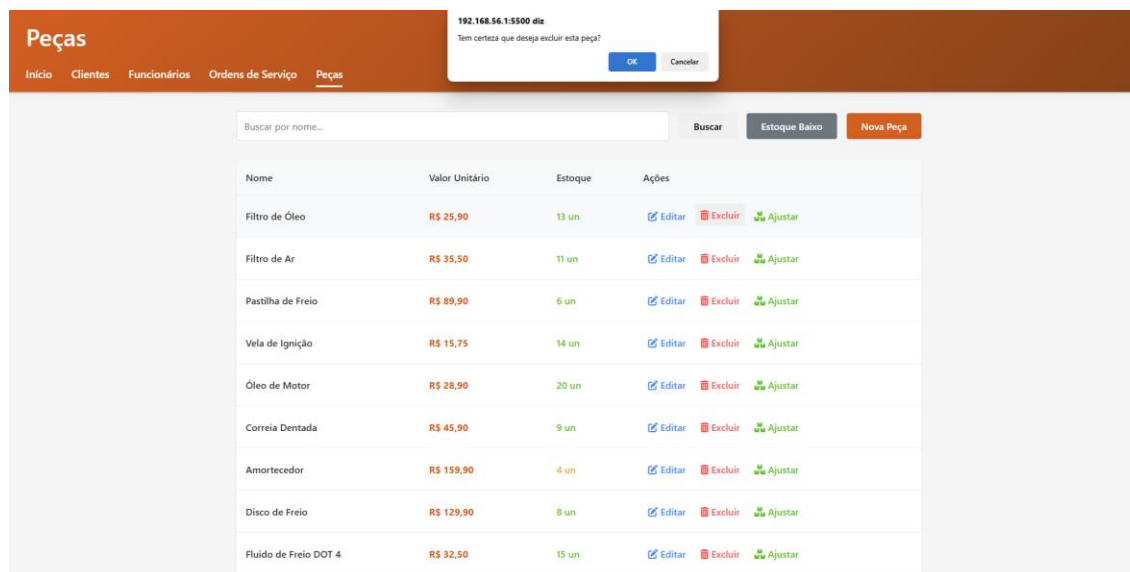 192.168.56.1:5500 diz
Tem certeza que deseja excluir esta peça?
OK Cancelar
Peças
Início Clientes Funcionários Ordens de Serviço Peças
Buscar por nome... Buscar Estoque Baixo Nova Peça
Nome Valor Unitário Estoque Ações
Filtro de Óleo R$ 25,90 13 un Editar Excluir Ajustar
Filtro de Ar R$ 35,50 11 un Editar Excluir Ajustar
Pastilha de Freio R$ 89,90 6 un Editar Excluir Ajustar
Vela de Ignição R$ 15,75 14 un Editar Excluir Ajustar
Óleo de Motor R$ 28,90 20 un Editar Excluir Ajustar
Correia Dentada R$ 45,90 9 un Editar Excluir Ajustar
Amortecedor R$ 159,90 4 un Editar Excluir Ajustar
Disco de Freio R$ 129,90 8 un Editar Excluir Ajustar
Fluido de Freio DOT 4 R$ 32,50 15 un Editar Excluir Ajustar